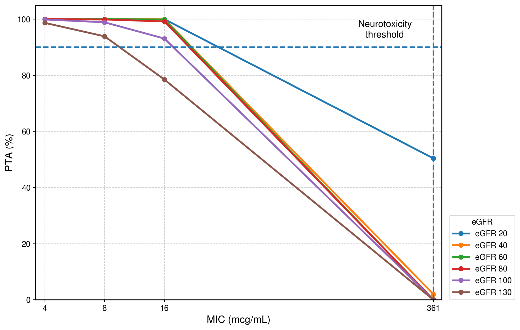 Neurotoxicity
threshold
PTA (%)
100
80
60
40
20
0
4
8
16
361
MIC (mcg/mL)
eGFR
eGFR 20
eGFR 40
eGFR 60
eGFR 80
eGFR 100
eGFR 130